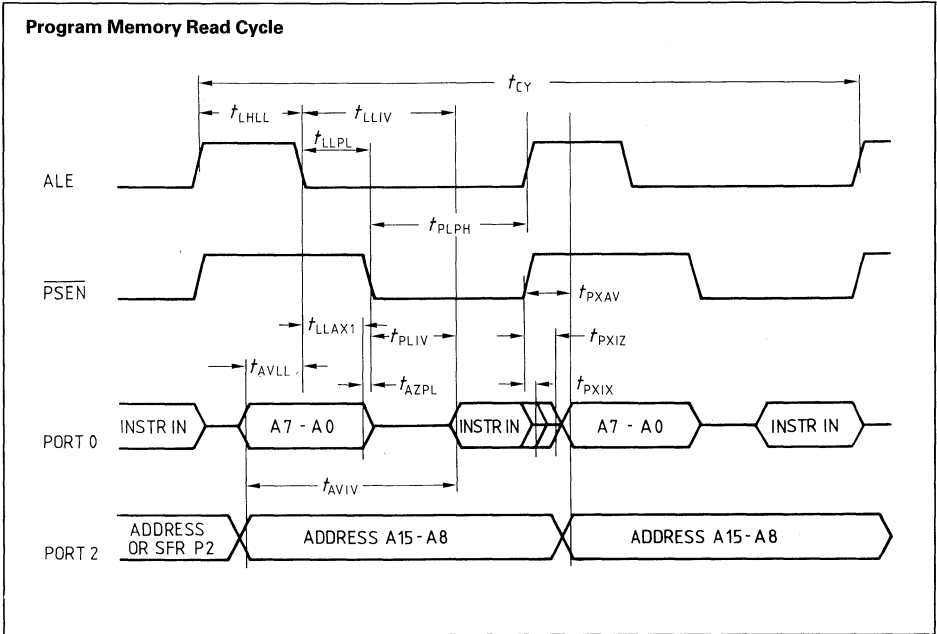 Program Memory Read Cycle
tCY
tLHLL
tLLIV
tLLPL
ALE
tPLPH
PSEN
tPXAV
tLLAX1
tPLIV
tPXIZ
tAVLL
tAZPL
tPXIX
PORT 0
INSTR IN
A7 - A0
INSTR IN
A7 - A0
INSTR IN
tAVIV
PORT 2
ADDRESS
OR SFR P2
ADDRESS A15-A8
ADDRESS A15-A8